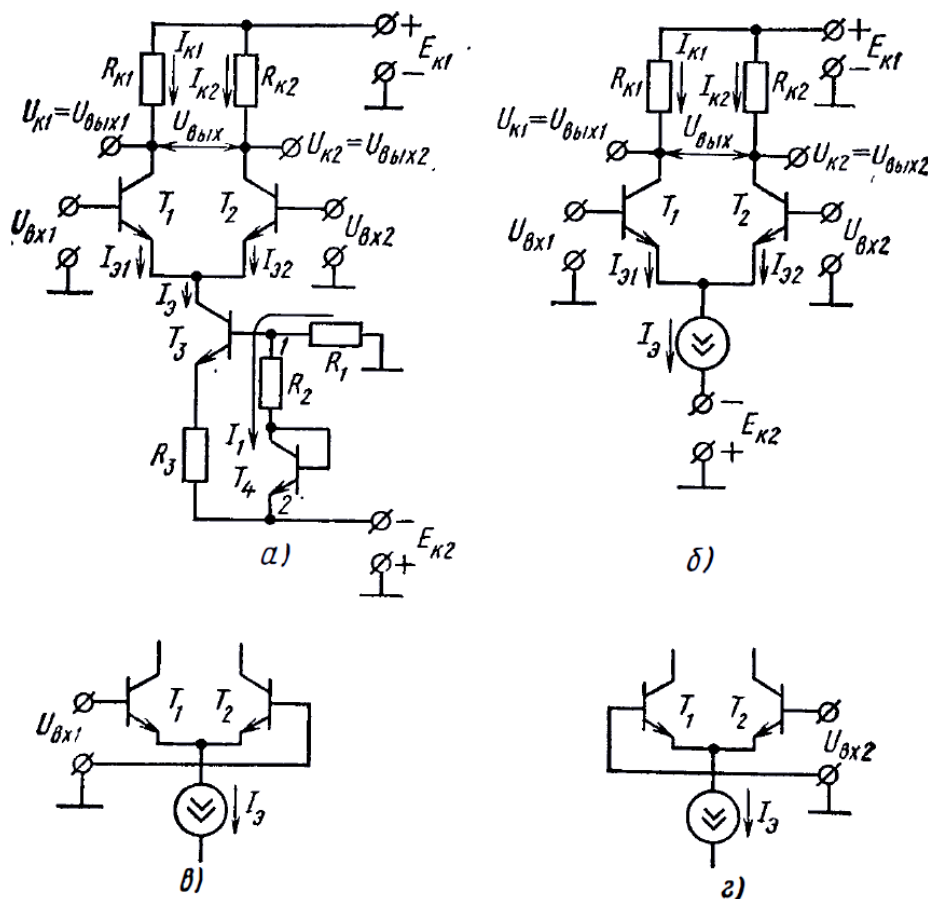 I к1
R к1
I к2
R к2
+
E к1
−
U к1 = U вых1
U вых
U к2 = U вых2
T 1
T 2
U вх1
U вх2
I э1
I э2
I э
T 3
1
R 1
R 2
I 1
R 3
T 4
2
−
E к2
+
а)
I к1
R к1
I к2
R к2
+
E к1
−
U к1 = U вых1
U вых
U к2 = U вых2
T 1
T 2
U вх1
U вх2
I э1
I э2
I э
−
E к2
+
б)
T 1
T 2
U вх1
I э
в)
T 1
T 2
U вх2
I э
г)